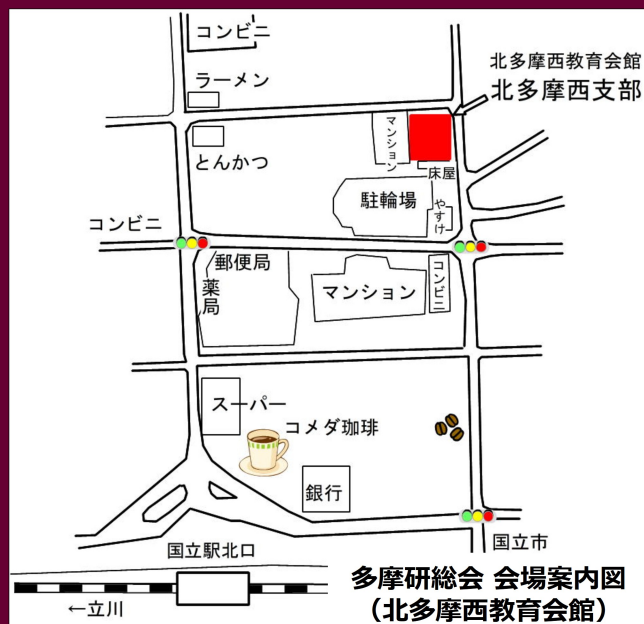 コンビニ
ラーメン
北多摩西教育会館
北多摩西支部
マンション
とんかつ
床屋
駐輪場
やすけ
コンビニ
郵便局
薬局
マンション
コンビニ
スーパー
コメダ珈琲
銀行
国立駅北口
国立市
←立川
多摩研総会 会場案内図
（北多摩西教育会館）